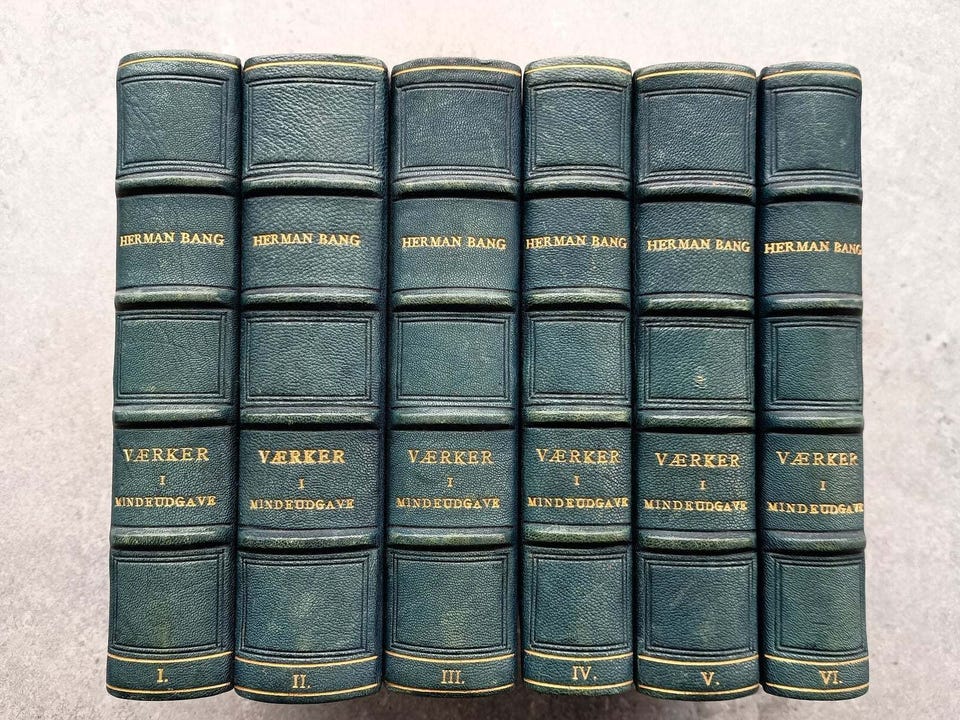 HERMAN BANG
VÆRKER
I
MINDEUDGAVE
I.
HERMAN BANG
VÆRKER
I
MINDEUDGAVE
II.
HERMAN BANG
VÆRKER
I
MINDEUDGAVE
III.
HERMAN BANG
VÆRKER
I
MINDEUDGAVE
IV.
HERMAN BANG
VÆRKER
I
MINDEUDGAVE
V.
HERMAN BANG
VÆRKER
I
MINDEUDGAVE
VI.